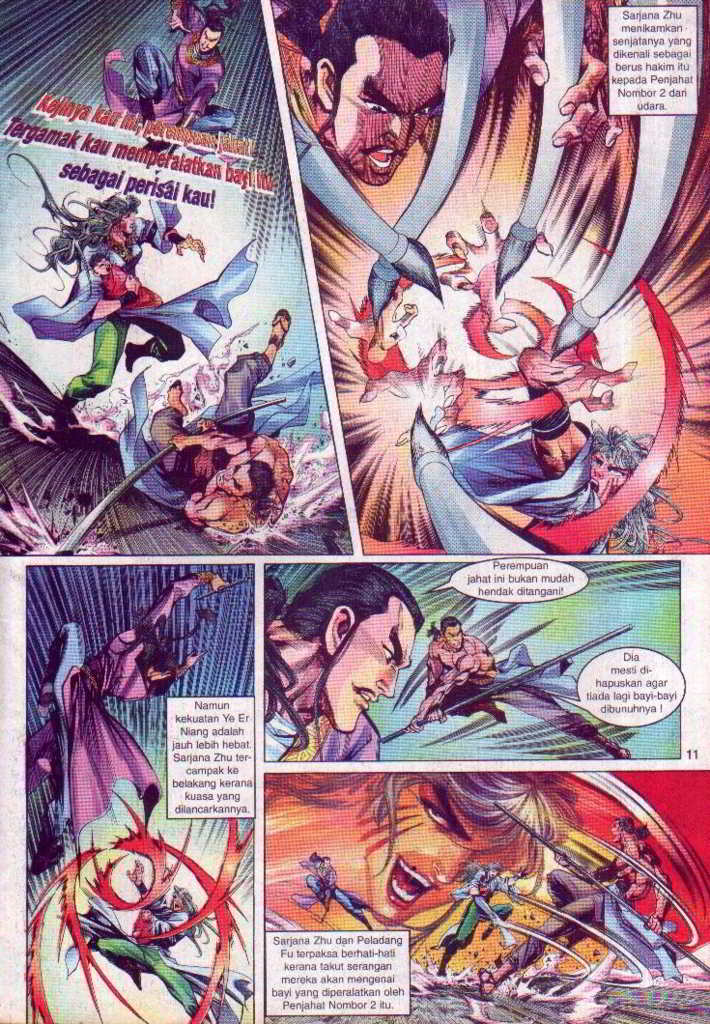 Kejinya kau ini, perempuan jahat!
Tergamak kau memperalatkan bayi itu
sebagai perisai kau!
Sarjana Zhu
menikamkan
senjatanya yang
dikenali sebagai
berus hakim itu
kepada Penjahat
Nombor 2 dari
udara.
Namun
kekuatan Ye Er
Niang adalah
jauh lebih hebat.
Sarjana Zhu ter-
campak ke
belakang kerana
kuasa yang
dilancarkannya.
Perempuan
jahat ini bukan mudah
hendak ditangani!
Dia
mesti di-
hapuskan agar
tiada lagi bayi-bayi
dibunuhnya !
11
Sarjana Zhu dan Peladang
Fu terpaksa berhati-hati
kerana takut serangan
mereka akan mengenai
bayi yang diperalatkan oleh
Penjahat Nombor 2 itu.